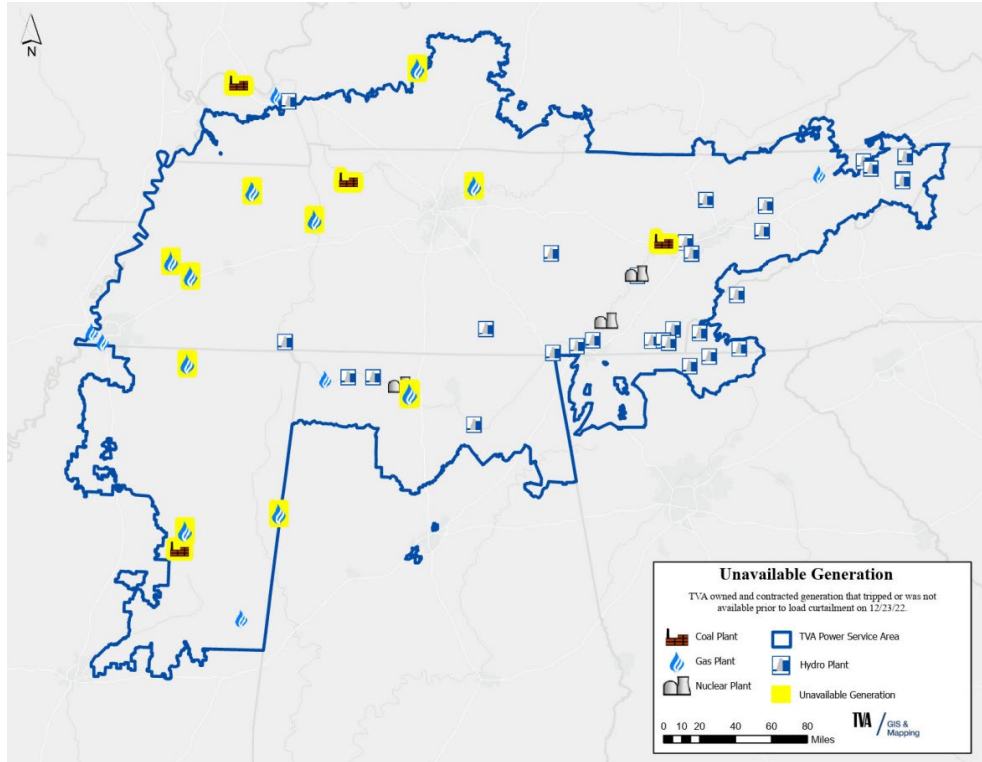 N
Unavailable Generation
TVA owned and contracted generation that tripped or was not
available prior to load curtailment on 12/23/22.
Coal Plant
TVA Power Service Area
Gas Plant
Hydro Plant
Nuclear Plant
Unavailable Generation
0 10 20 40 60 80
Miles
TVA / GIS &
Mapping